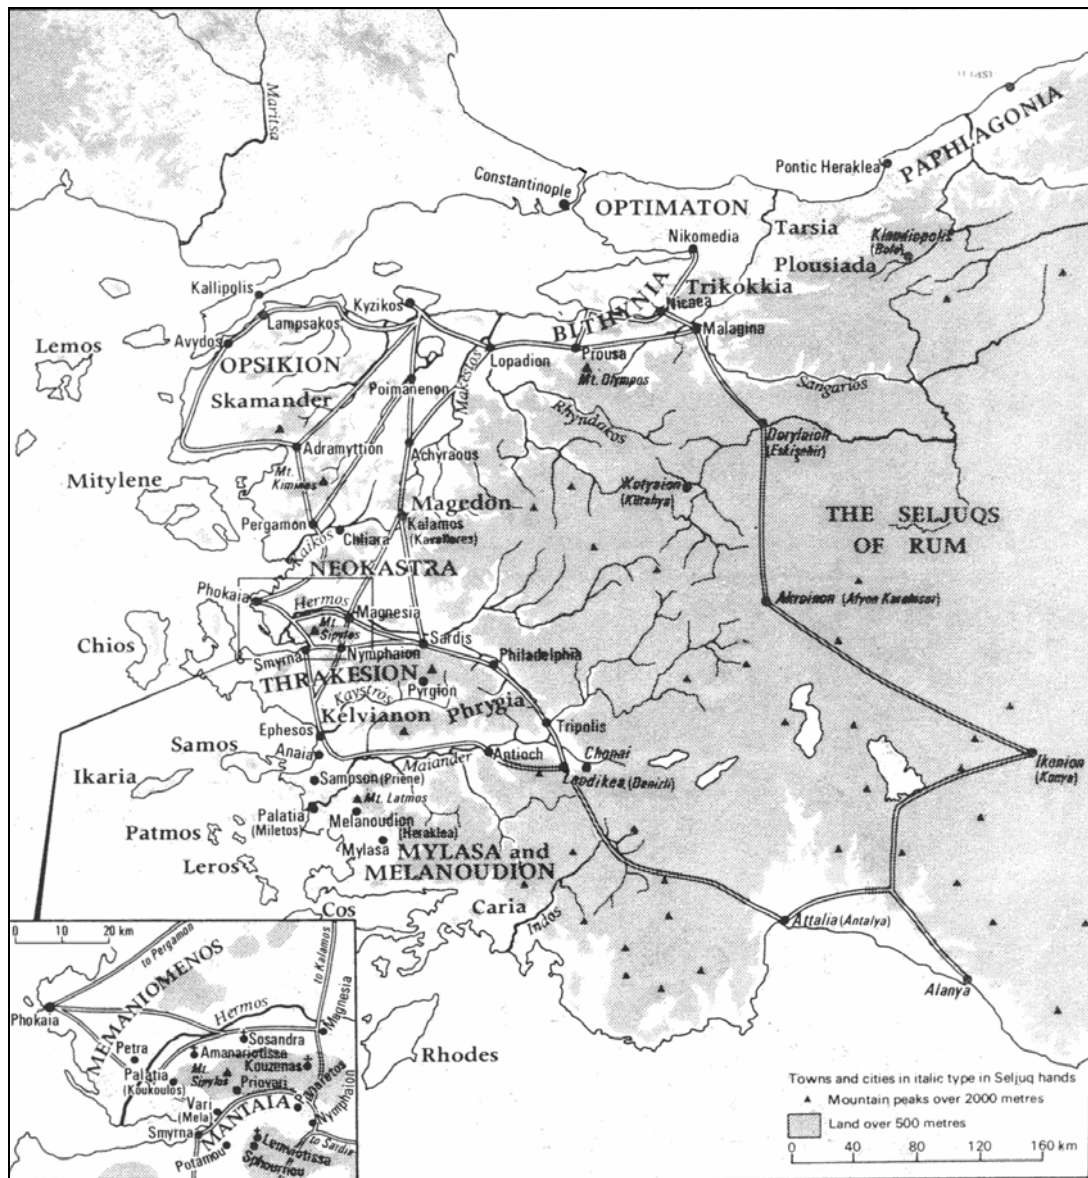 Maritsa
PAPHLAGONIA
Pontic Heraklea
Constantinople
OPTIMATON
Tarsia
Nikomedia
Klaudiopolis
(Bolu)
Plousiada
Trikokkia
Kallipolis
Kyzikos
BITHYNIA
Nicaea
Lampsakos
Malagina
Avydos
Lemos
OPSIKION
Lopadion
Prousa
Mt. Olympos
Makestos
Sangarios
Poimanenon
Skamander
Rhyndakos
Dorylaion
(Eskişehir)
Adramyttion
Achyraous
Mt.
Kiminas
Mitylene
Kotyaion
(Kütahya)
Magedon
Pergamon
Kalamos
(Kavallares)
Chliara
Kaikos
THE SELJUQS
OF RUM
NEOKASTRA
Phokaia
Hermos
Magnesia
Akroinon (Afyon Karahisar)
Mt.
Sipylos
Chios
Sardis
Smyrna
Nymphaion
Philadelphia
THRAKESION
Pyrgion
Kaystros
Kelvianon
Phrygia
Tripolis
Ephesos
Samos
Anaia
Antioch
Chonai
Maiander
Ikonion
(Konya)
Ikaria
Sampson (Priene)
Laodikea (Denizli)
Mt. Latmos
Palatia
(Miletos)
Melanoudion
(Heraklea)
Patmos
Mylasa
MYLASA and
MELANOUDION
Leros
Cos
Caria
Indos
Attalia (Antalya)
Alanya
Rhodes
0 10 20 km
to Pergamon
to Kalamos
MEMANIOMENOS
Phokaia
Hermos
Magnesia
Sosandra
Petra
Amanariotissa
Kouzenas
Mt
Sipylos
Palatia
(Koukoulos)
Priovari
Panaretos
Vari
(Mela)
MANTAIA
Nymphaion
Smyrna
to Sardis
Potamou
Lemviotissa
Sphournou
Towns and cities in italic type in Seljuq hands
Mountain peaks over 2000 metres
Land over 500 metres
0 40 80 120 160 km